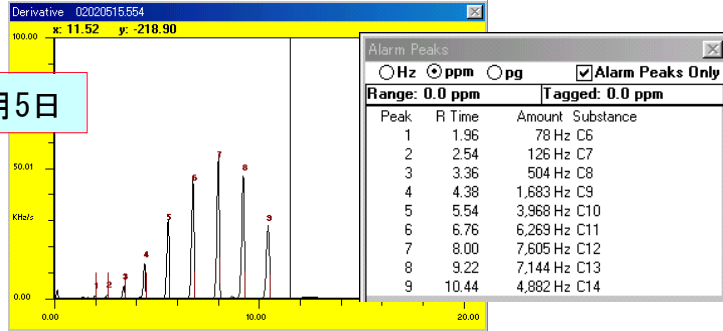 Derivative 02020515.554
x: 11.52 y: -218.90
100.00
50.01
KHz/s
0.00
0.00 10.00 20.00
1 2 3 4 5 6 7 8 9
月5日
Alarm Peaks
Hz ppm pg Alarm Peaks Only
Range: 0.0 ppm Tagged: 0.0 ppm
Peak R Time Amount Substance
1 1.96 78 Hz C6
2 2.54 126 Hz C7
3 3.36 504 Hz C8
4 4.38 1,683 Hz C9
5 5.54 3,968 Hz C10
6 6.76 6,269 Hz C11
7 8.00 7,605 Hz C12
8 9.22 7,144 Hz C13
9 10.44 4,882 Hz C14